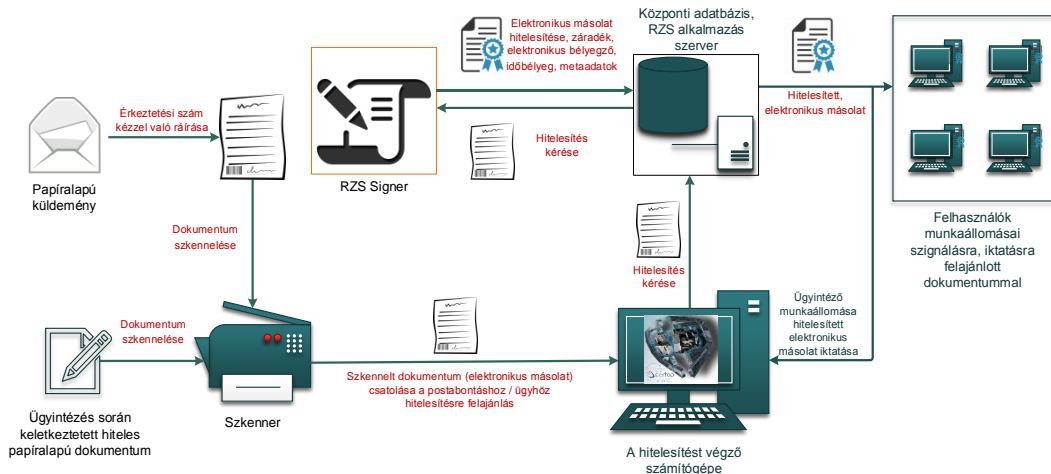 Elektronikus másolat
hitelesítése, záradék,
elektronikus bélyegző,
időbélyeg, metaadatok
Központi adatbázis,
RZS alkalmazás
szerver
Érkeztetési szám
kézzel való ráírása
Hitelesítés
kérése
Hitelesített,
elektronikus másolat
Papíralapú
küldemény
RZS Signer
Dokumentum
szkennelése
Hitelesítés
kérése
Felhasználók
munkaállomásai
szignálásra, iktatásra
felajánlott
dokumentummal
Dokumentum
szkennelése
Ügyintéző
munkaállomása
hitelesített
elektronikus
másolat iktatása
Szkennelt dokumentum (elektronikus másolat)
csatolása a postabontáshoz / ügyhöz
hitelesítésre felajánlás
Ügyintézés során
keletkeztetett hiteles
papíralapú dokumentum
Szkenner
A hitelesítést végző
számítógépe